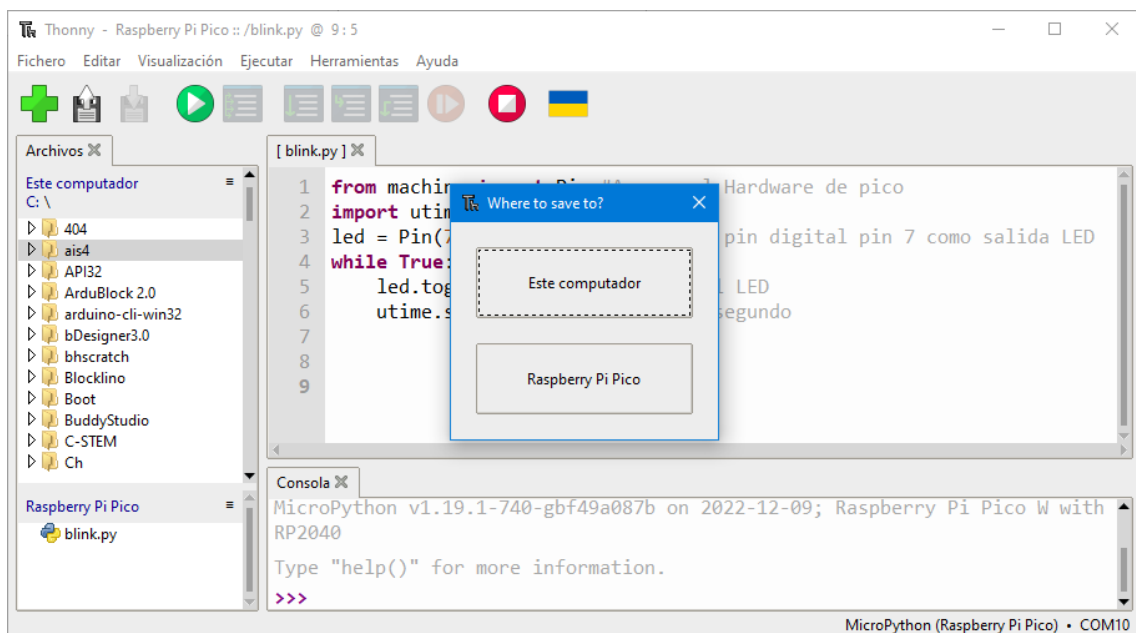 Thonny - Raspberry Pi Pico :: /blink.py @ 9 : 5
Fichero Editar Visualización Ejecutar Herramientas Ayuda
Archivos
Este computador
C: \
404
ais4
API32
ArduBlock 2.0
arduino-cli-win32
bDesigner3.0
bhscratch
Blocklino
Boot
BuddyStudio
C-STEM
Ch
Raspberry Pi Pico
blink.py
[ blink.py ]
1 from machin Hardware de pico
2 import utim
3 led = Pin(7 pin digital pin 7 como salida LED
4 while True:
5 led.tog LED
6 utime.s segundo
7
8
9
Where to save to?
Este computador
Raspberry Pi Pico
Consola
MicroPython v1.19.1-740-gbf49a087b on 2022-12-09; Raspberry Pi Pico W with
RP2040
Type "help()" for more information.
>>>
MicroPython (Raspberry Pi Pico) • COM10